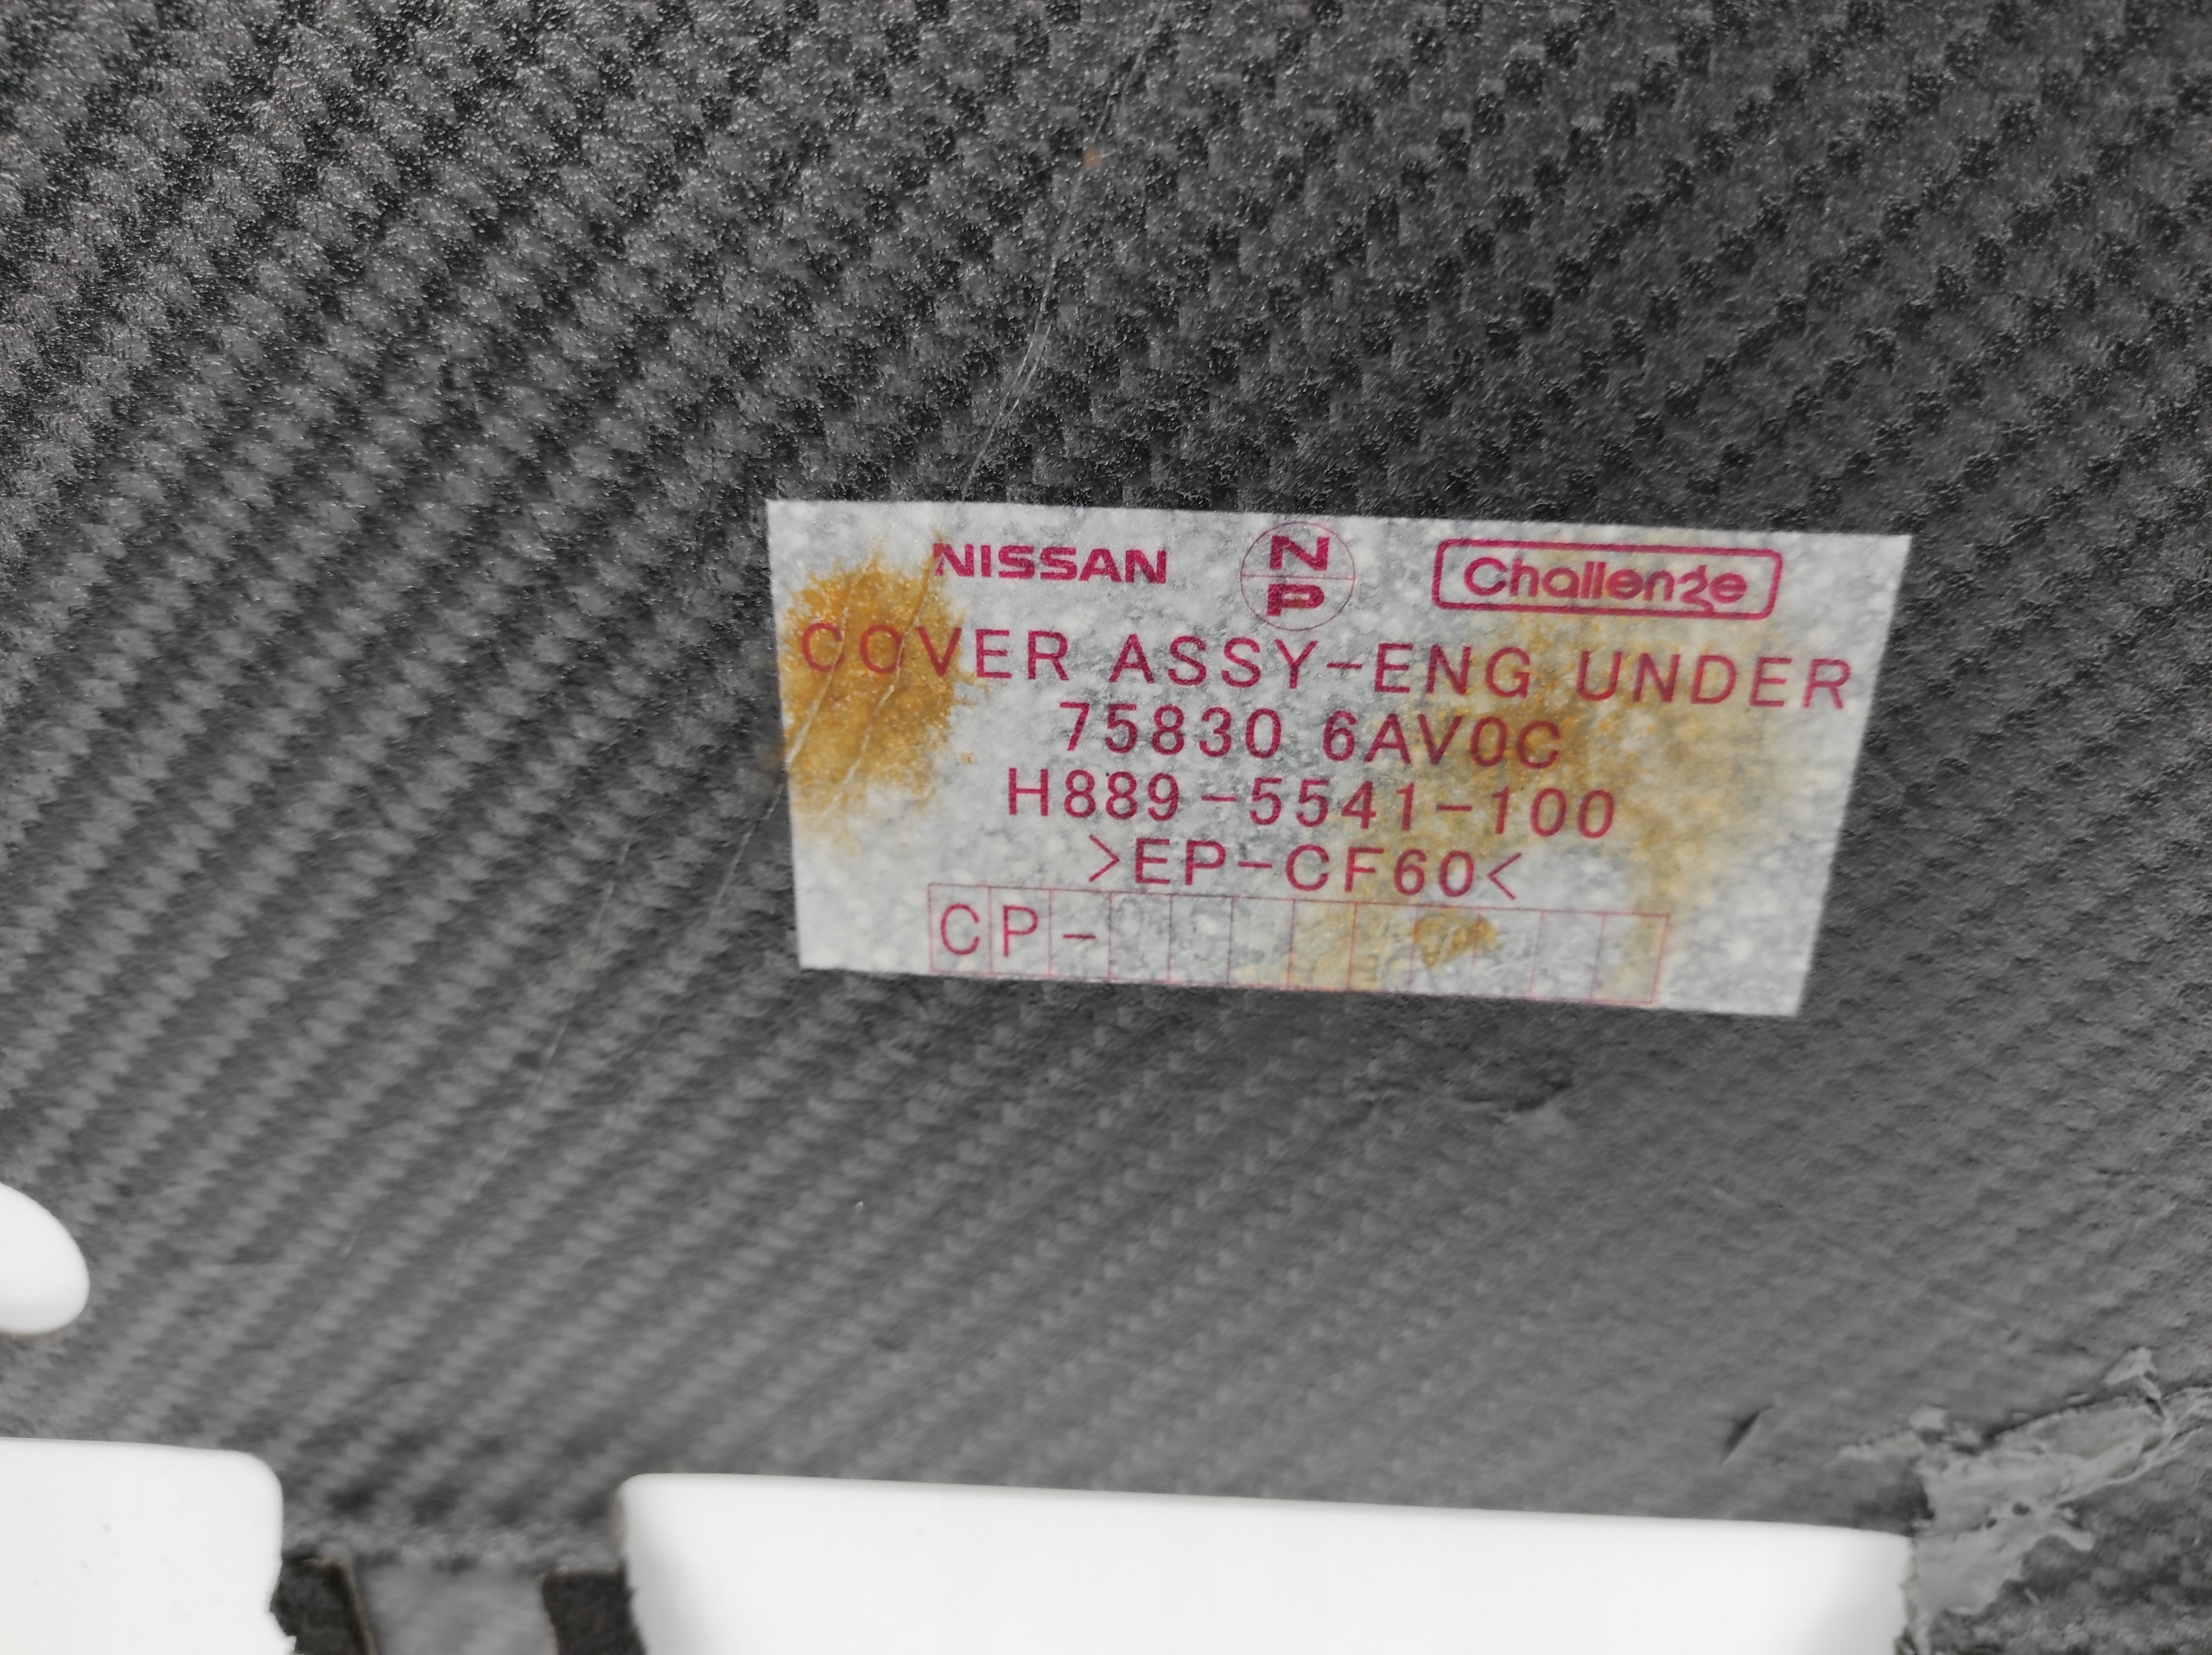 NISSAN NP Challenge
COVER ASSY-ENG UNDER
75830 6AV0C
H889-5541-100
>EP-CF60<
CP-